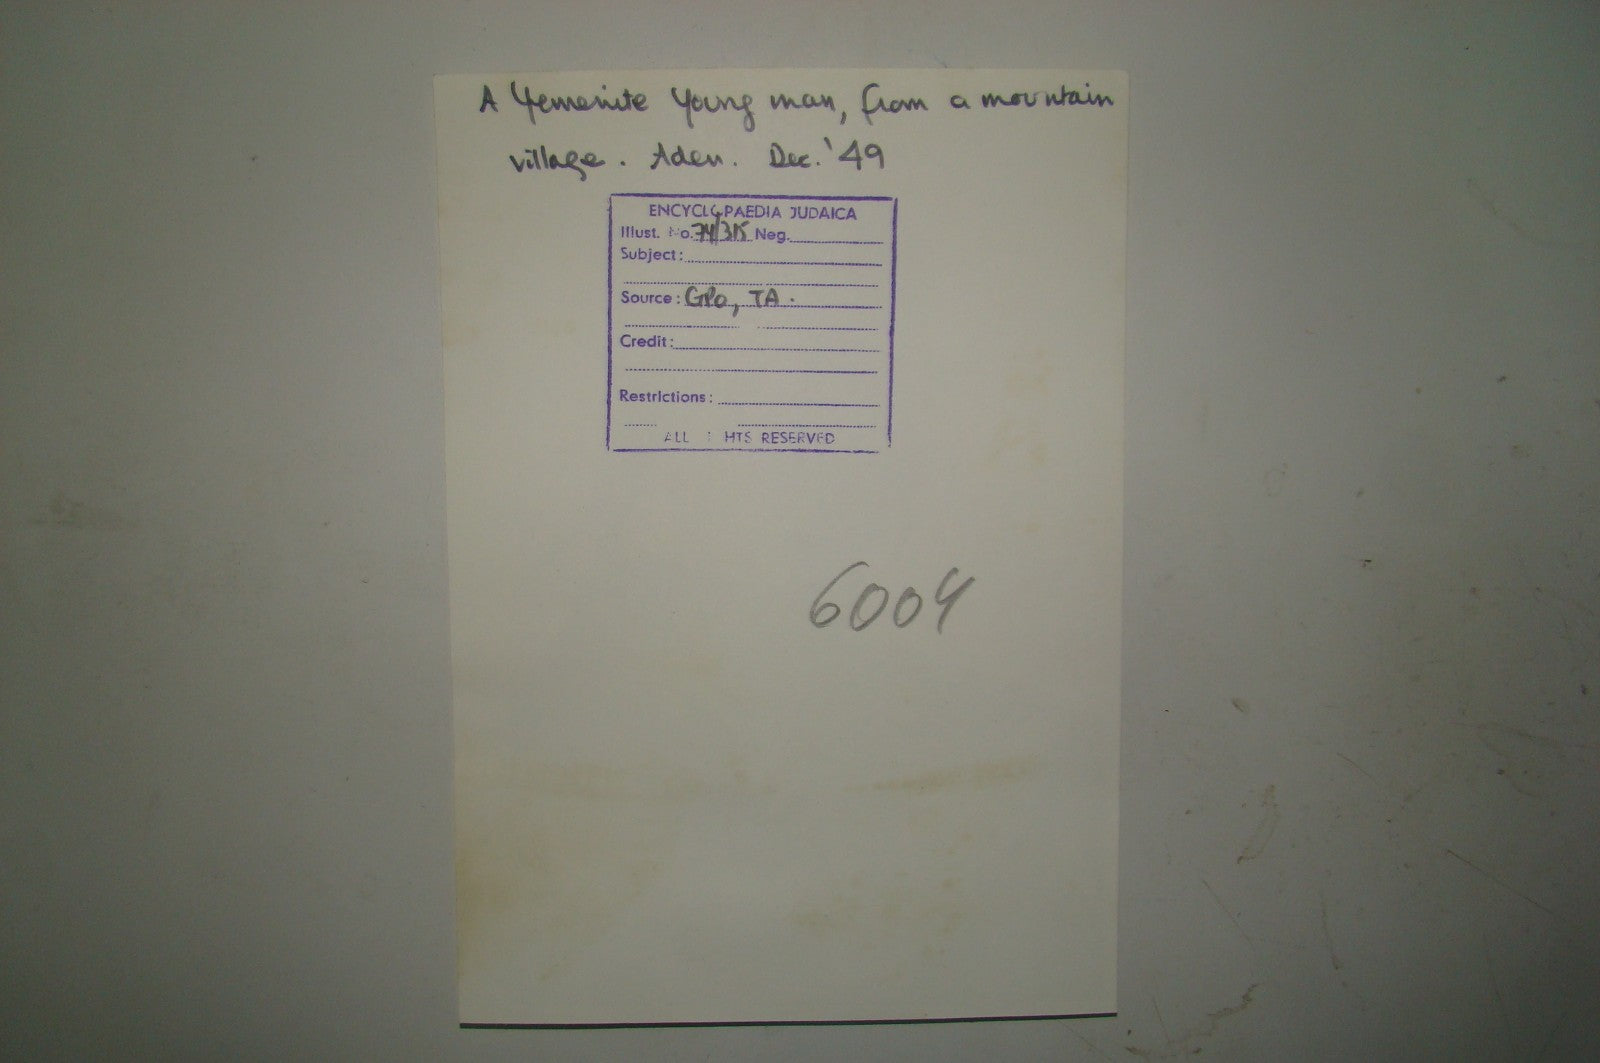 A Yemenite Young man, from a mountain
village. Aden. Dec. '49
ENCYCLOPAEDIA JUDAICA
Illust. No. 74/315 Neg.
Subject:
Source: GPO, TA.
Credit:
Restrictions:
ALL HTS RESERVED
6004